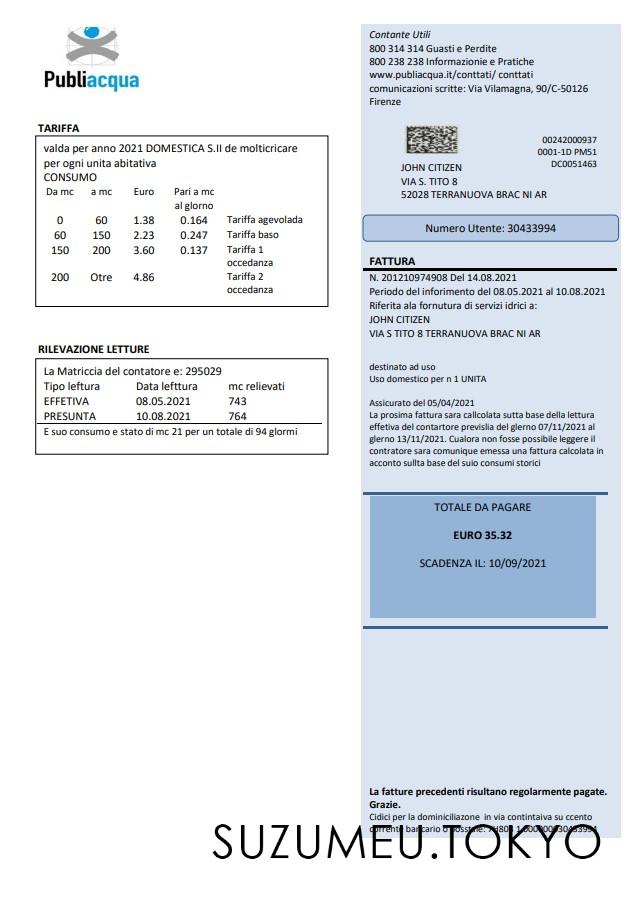 Publiacqua
TARIFFA
valda per anno 2021 DOMESTICA S.II de molticricare
per ogni unita abitativa
CONSUMO
Da mc a mc Euro Pari a mc
al glorno
0 60 1.38 0.164 Tariffa agevolada
60 150 2.23 0.247 Tariffa baso
150 200 3.60 0.137 Tariffa 1
occedanza
200 Otre 4.86 Tariffa 2
occedanza
RILEVAZIONE LETTURE
La Matriccia del contatore e: 295029
Tipo leftura Data lefttura mc relievati
EFFETIVA 08.05.2021 743
PRESUNTA 10.08.2021 764
E suo consumo e stato di mc 21 per un totale di 94 glormi
Contante Utili
800 314 314 Guasti e Perdite
800 238 238 Informazionie e Pratiche
www.publiacqua.it/conttati/ conttati
comunicazioni scritte: Via Vilamagna, 90/C-50126
Firenze
00242000937
0001-1D PM51
DC0051463
JOHN CITIZEN
VIA S. TITO 8
52028 TERRANUOVA BRAC NI AR
Numero Utente: 30433994
FATTURA
N. 201210974908 Del 14.08.2021
Periodo del inforimento del 08.05.2021 al 10.08.2021
Riferita ala fornutura di servizi idrici a:
JOHN CITIZEN
VIA S TITO 8 TERRANUOVA BRAC NI AR
destinato ad uso
Uso domestico per n 1 UNITA
Assicurato del 05/04/2021
La prosima fattura sara callcolata sutta base della lettura
effetiva del contartore previslia del glerno 07/11/2021 al
glerno 13/11/2021. Cualora non fosse possibile leggere il
contratore sara comunique emessa una fattura calcolata in
acconto sullta base del suio consumi storici
TOTALE DA PAGARE
EURO 35.32
SCADENZA IL: 10/09/2021
La fatture precedenti risultano regolarmente pagate.
Grazie.
Cidici per la dominiciliazone in via contintaiva su ccento
corrente bancario o
SUZUMEU.TOKYO